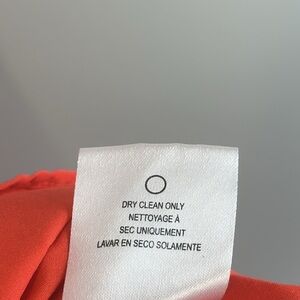 DRY CLEAN ONLY
NETTOYAGE À
SEC UNIQUEMENT
LAVAR EN SECO SOLAMENTE